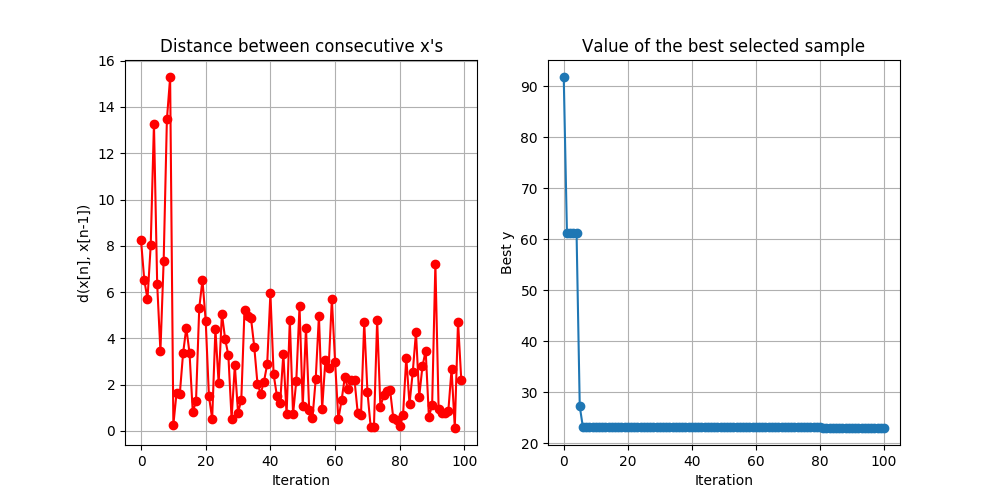 Distance between consecutive x's
d(x[n], x[n-1])
16
14
12
10
8
6
4
2
0
0 20 40 60 80 100
Iteration
Value of the best selected sample
Best y
90
80
70
60
50
40
30
20
0 20 40 60 80 100
Iteration